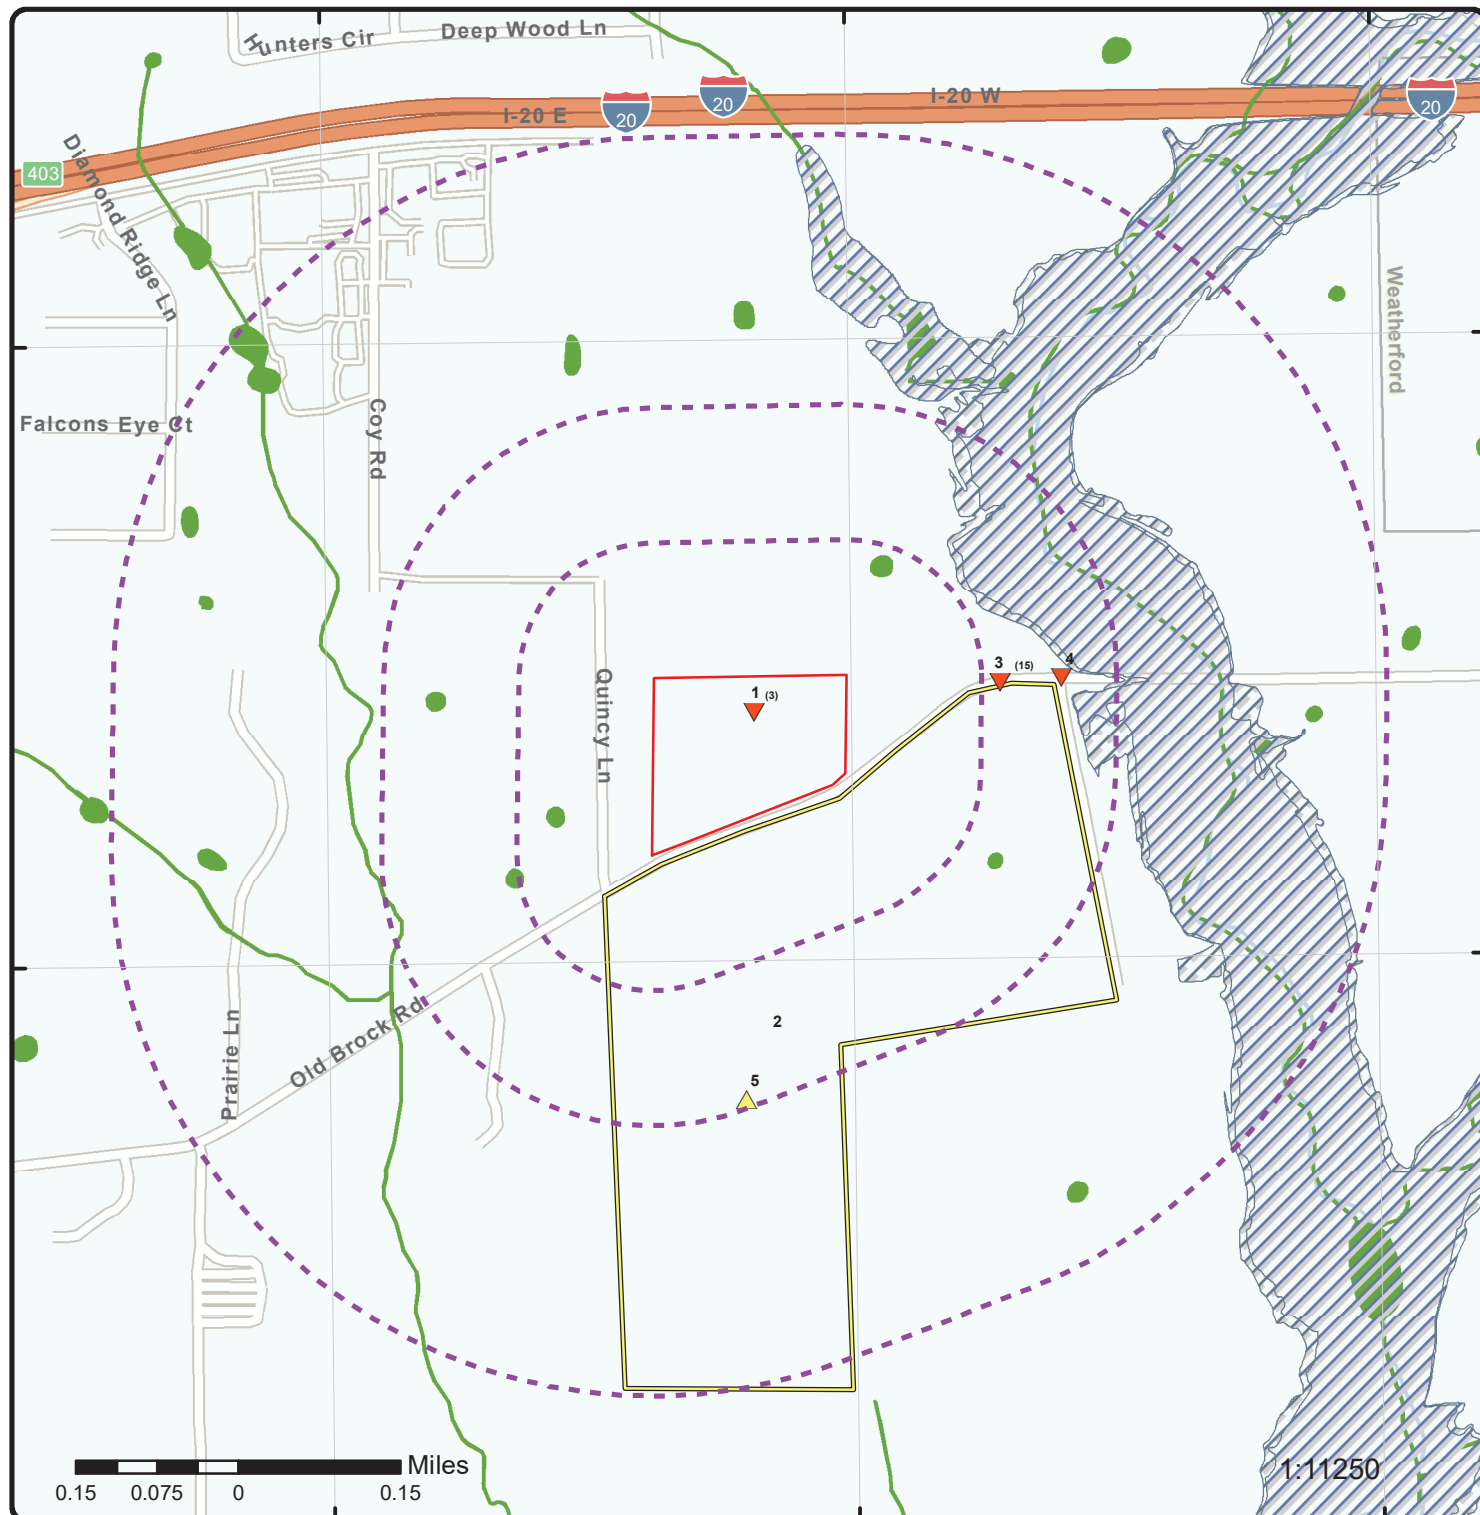 Hunters Cir
Deep Wood Ln
I-20 W
I-20 E
20
20
20
403
Diamond Ridge Ln
Weatherford
Falcons Eye Ct
Coy Rd
Quincy Ln
1 (3)
3 (15)
4
2
5
Prairie Ln
Old Brock Rd
Miles
0.15 0.075 0 0.15
1:11250